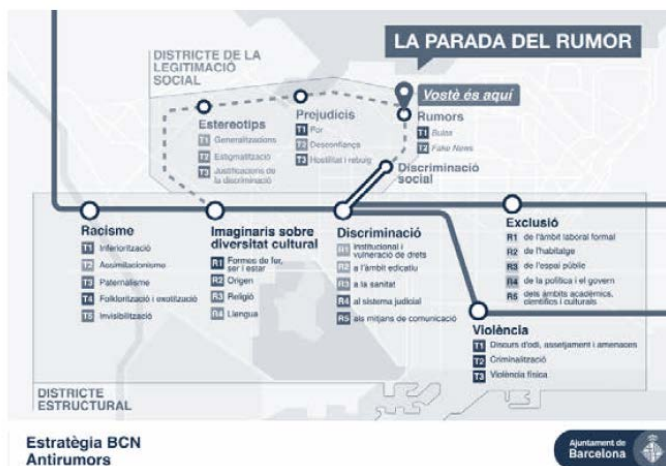 LA PARADA DEL RUMOR
DISTRICTE DE LA
LEGITIMACIÓ
SOCIAL
Vostè és aquí
Estereotips
T1 Generalitzacions
T2 Estigmatització
T3 Justificacions de
la discriminació
Prejudicis
T1 Por
T2 Desconfiança
T3 Hostilitat i rebuig
Rumors
T1 Bulos
T2 Fake News
Discriminació
social
Racisme
T1 Inferiorització
T2 Assimilacionisme
T3 Paternalisme
T4 Folklorització i exotització
T5 Invisibilització
Imaginaris sobre
diversitat cultural
R1 Formes de fer,
ser i estar
R2 Origen
R3 Religió
R4 Llengua
Discriminació
R1 Institucional i
vulneració de drets
R2 a l'àmbit edicatiu
R3 a la sanitat
R4 al sistema judicial
R5 als mitjans de comunicació
Exclusió
R1 de l'àmbit laboral formal
R2 de l'habitatge
R3 de l'espai públic
R4 de la política i el govern
R5 dels àmbits acadèmics,
científics i culturals
Violència
T1 Discurs d'odi, assetjament i amenaces
T2 Criminalització
T3 Violència física
DISTRICTE
ESTRUCTURAL
Estratègia BCN
Antirumors
Ajuntament de
Barcelona